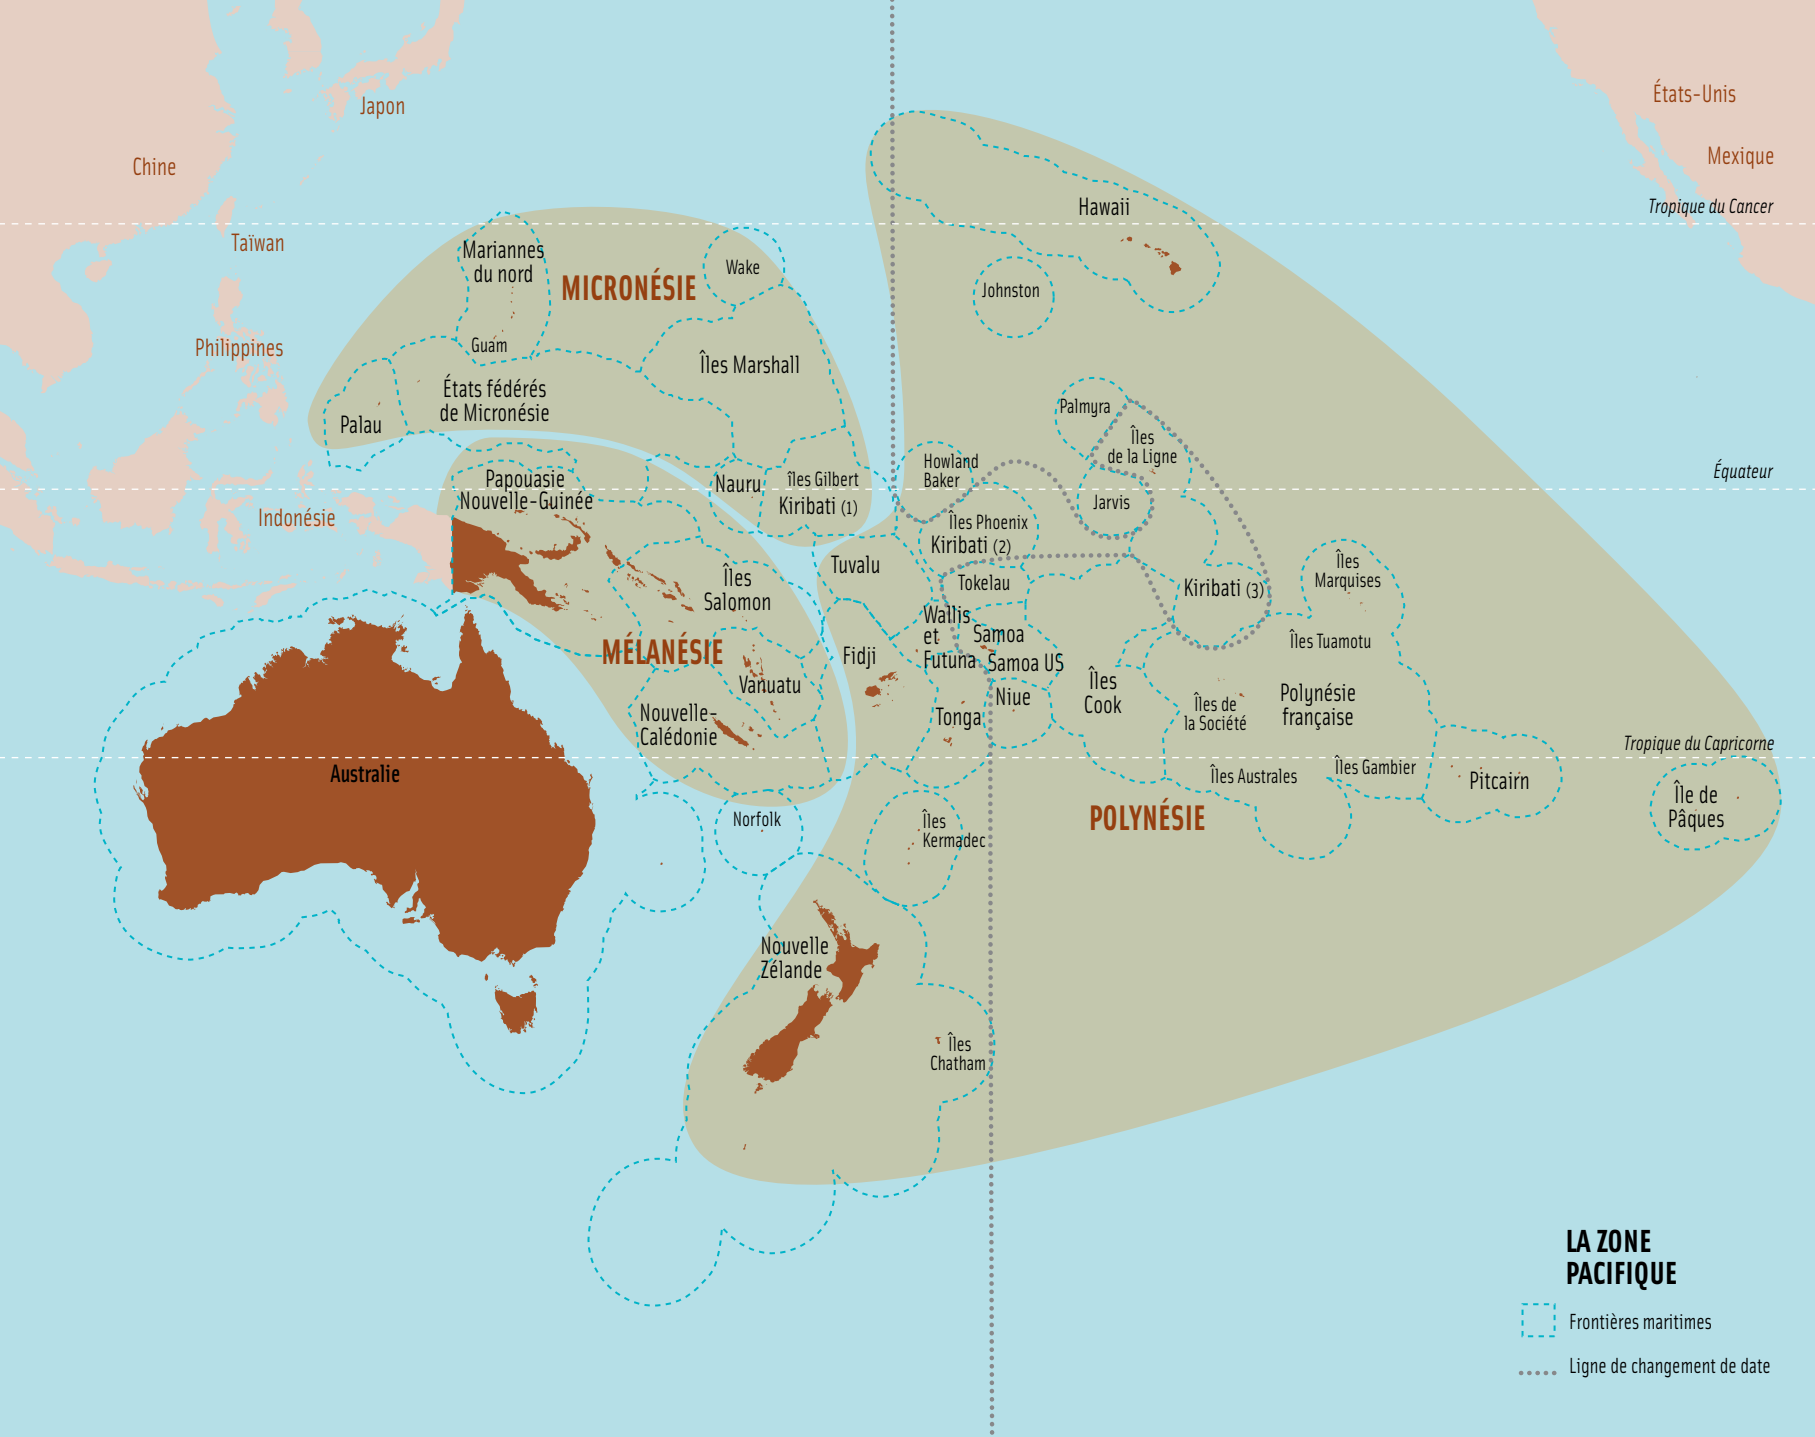 États-Unis
Japon
Mexique
Chine
Tropique du Cancer
Hawaii
Taïwan
Mariannes
du nord
MICRONÉSIE
Wake
Johnston
Philippines
Guam
Îles Marshall
États fédérés
de Micronésie
Palau
Palmyra
Îles
de la Ligne
Howland
Baker
Équateur
Papouasie
Nouvelle-Guinée
Nauru
îles Gilbert
Kiribati (1)
Jarvis
Indonésie
Îles Phoenix
Kiribati (2)
Tuvalu
Îles
Salomon
Tokelau
Kiribati (3)
Îles
Marquises
Wallis
et
Futuna
Samoa
Samoa US
MÉLANÉSIE
Fidji
Îles Tuamotu
Vanuatu
Îles
Cook
Niue
Îles de
la Société
Polynésie
française
Nouvelle-
Calédonie
Tonga
Tropique du Capricorne
Australie
Îles Australes
Îles Gambier
Pitcairn
Île de
Pâques
POLYNÉSIE
Norfolk
Îles
Kermadec
Nouvelle
Zélande
Îles
Chatham
LA ZONE
PACIFIQUE
Frontières maritimes
Ligne de changement de date